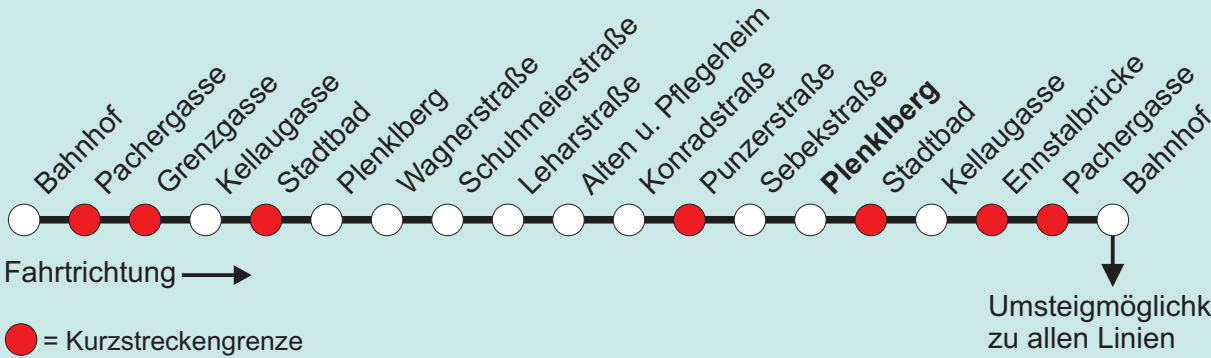 Bahnhof
Pachergasse
Grenzgasse
Kellaugasse
Stadtbad
Plenklberg
Wagnerstraße
Schuhmeierstraße
Leharstraße
Alten u. Pflegeheim
Konradstraße
Punzerstraße
Sebekstraße
Plenklberg
Stadtbad
Kellaugasse
Ennstalbrücke
Pachergasse
Bahnhof
Fahrtrichtung
= Kurzstreckengrenze
Umsteigmöglichk
zu allen Linien